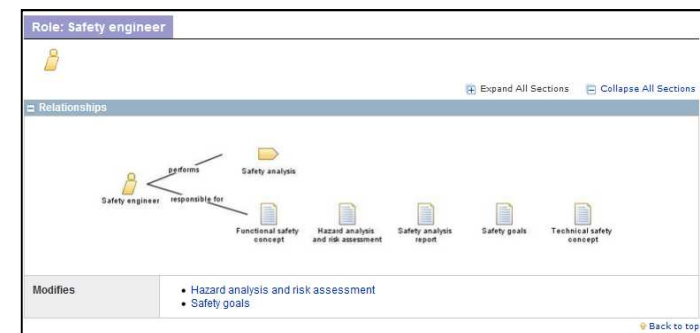 Role: Safety engineer
Expand All Sections Collapse All Sections
Relationships
performs
Safety analysis
Safety engineer
responsible for
Functional safety concept
Hazard analysis and risk assessment
Safety analysis report
Safety goals
Technical safety concept
Modifies
• Hazard analysis and risk assessment
• Safety goals
Back to top